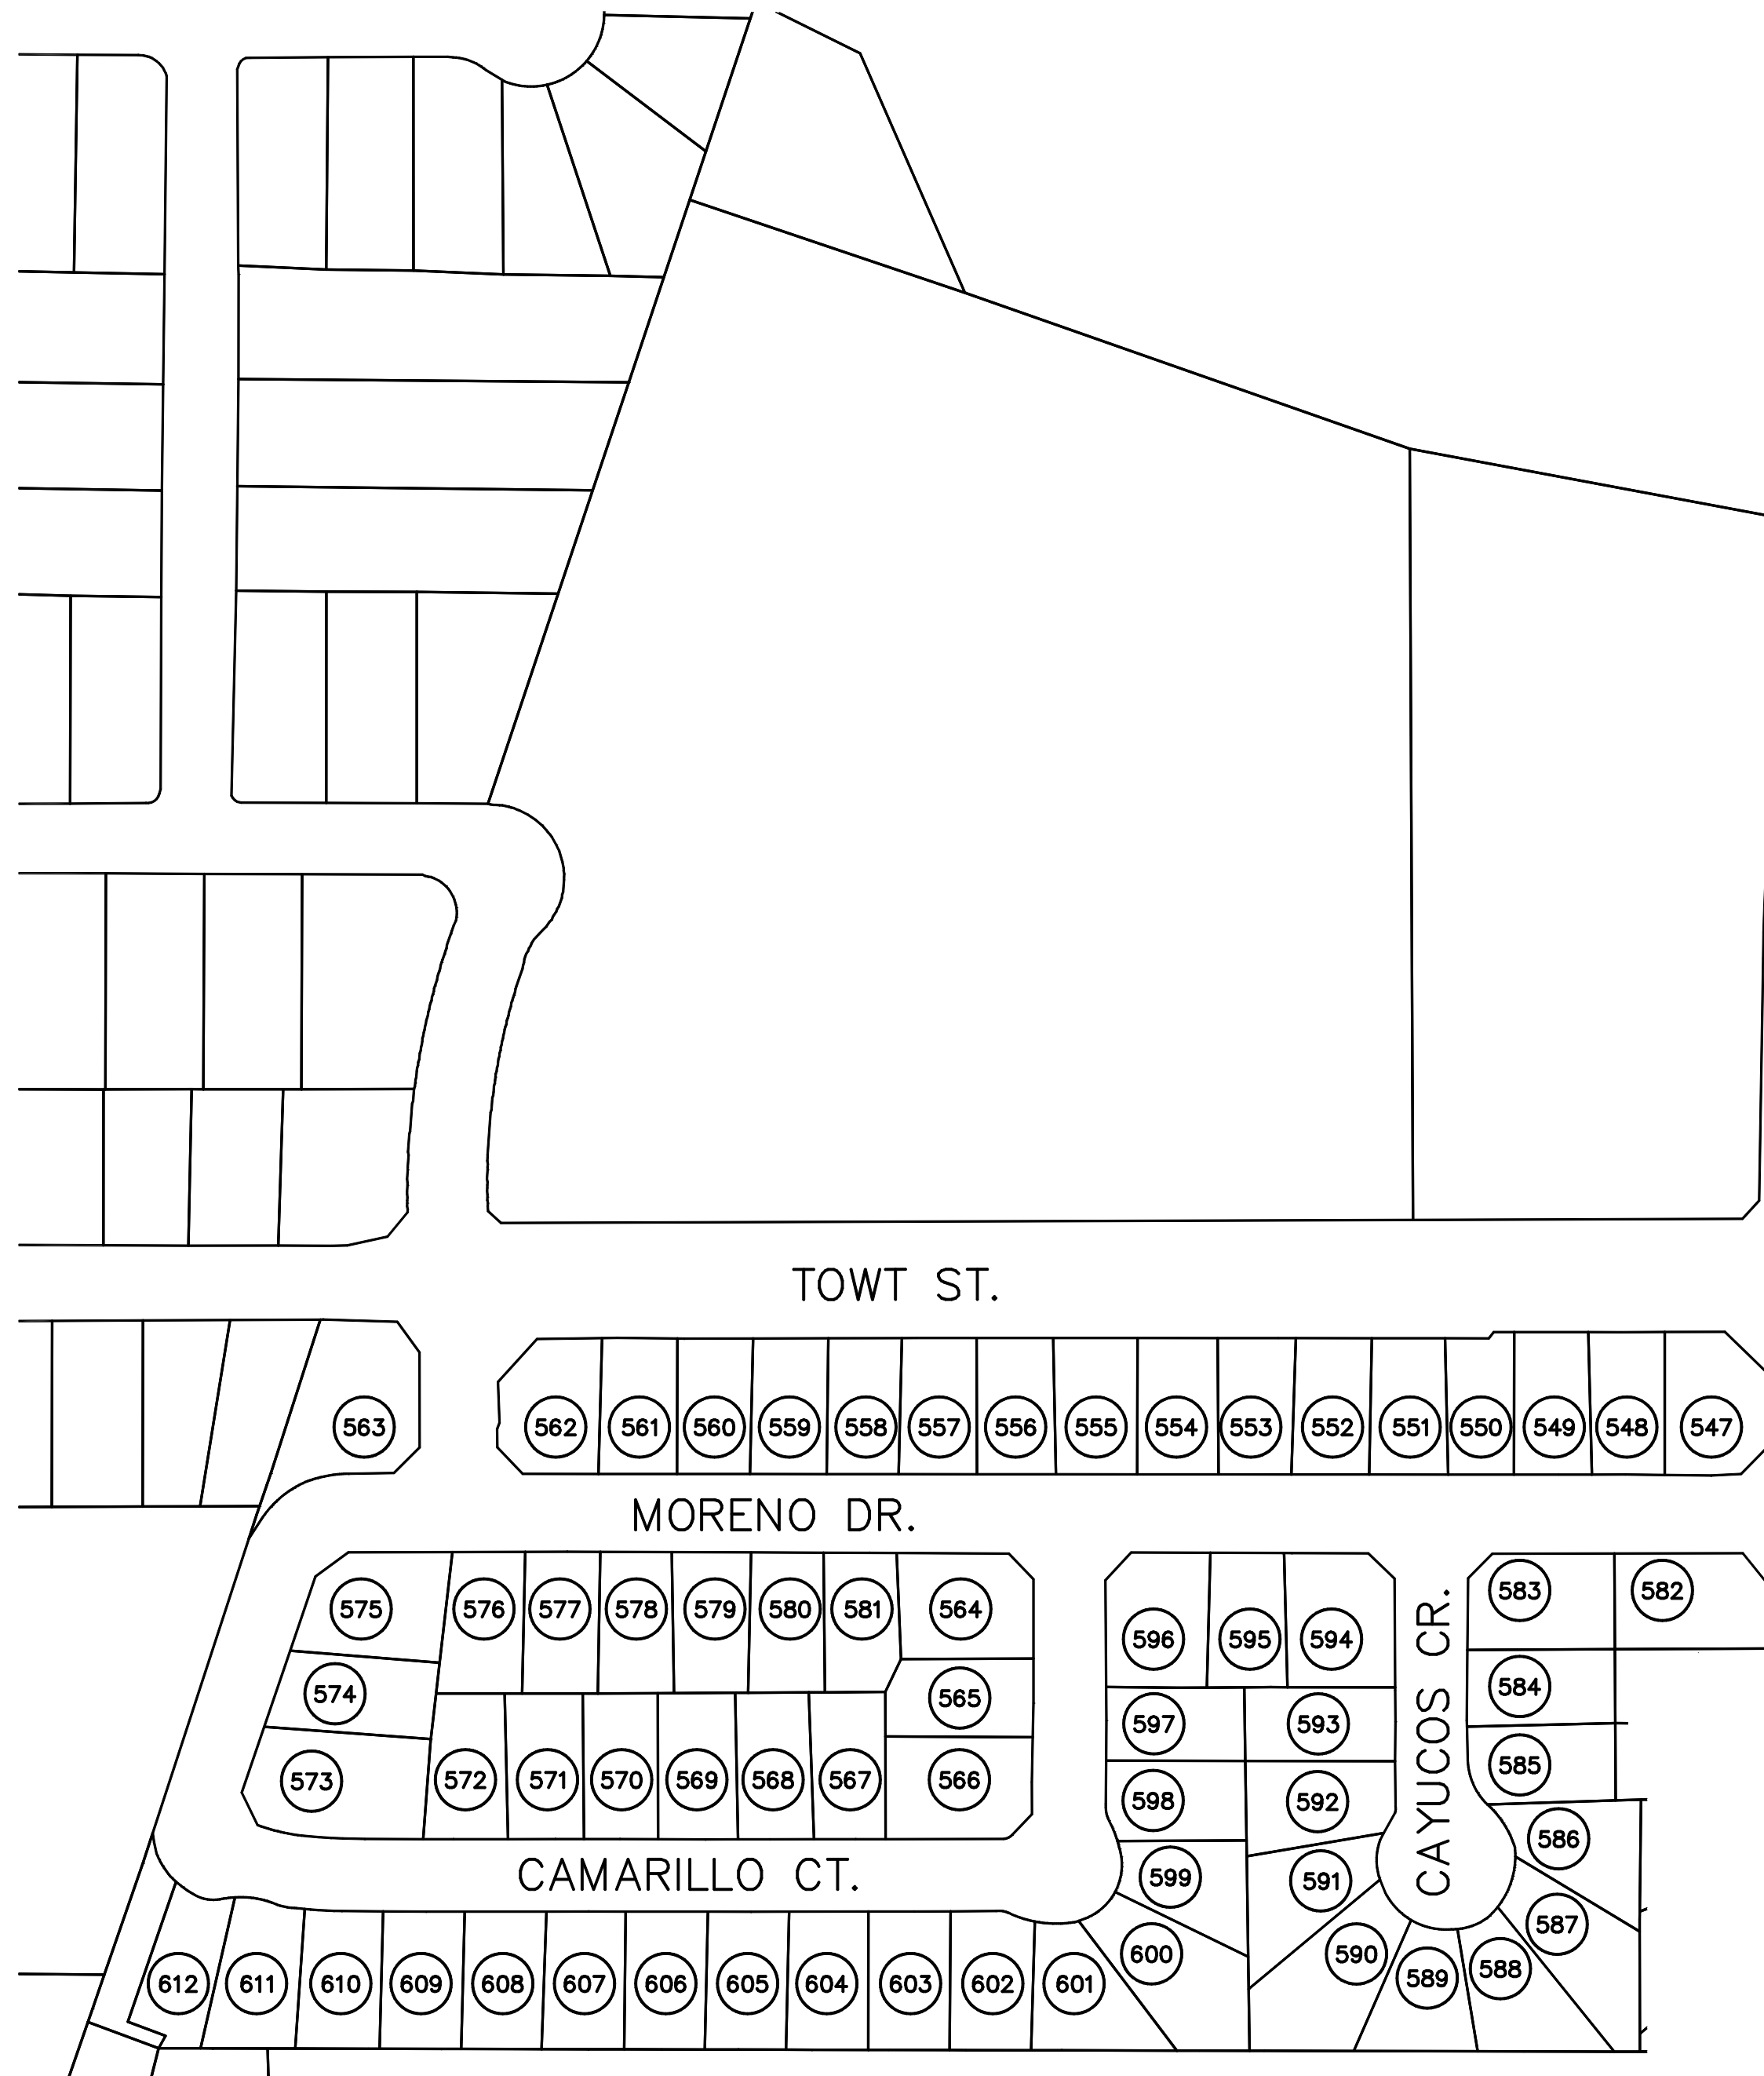 TOWT ST.
563 562 561 560 559 558 557 556 555 554 553 552 551 550 549 548 547
MORENO DR.
575 576 577 578 579 580 581 564 596 595 594 583 582
574 565 597 593 584
573 572 571 570 569 568 567 566 598 592 585
CAYUCOS CR.
CAMARILLO CT.
599 591 586
600 590 587
612 611 610 609 608 607 606 605 604 603 602 601 589 588